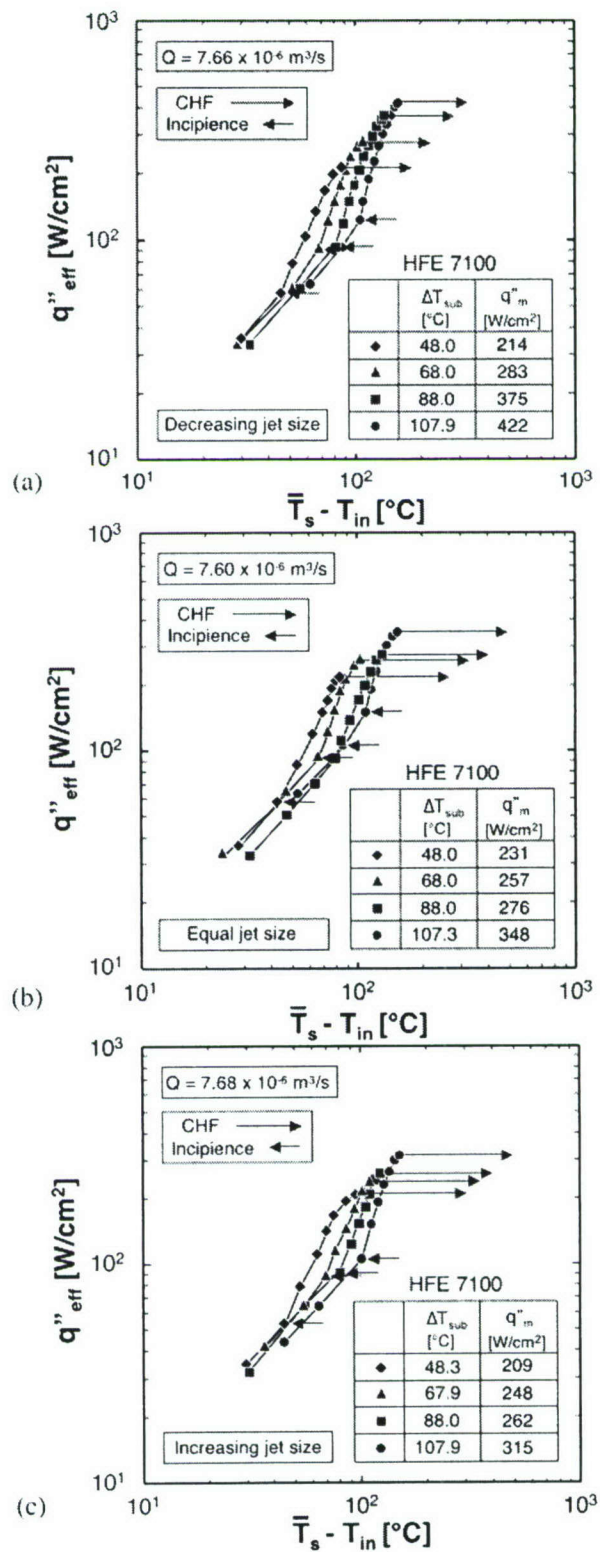 10³
Q = 7.66 x 10⁻⁶ m³/s
CHF
Incipience
q"eff [W/cm²]
10²
HFE 7100
ΔTsub [°C] q"m [W/cm²]
48.0 214
68.0 283
88.0 375
107.9 422
Decreasing jet size
10¹
(a)
10¹ 10² 10³
T̿s - Tin [°C]
10³
Q = 7.60 x 10⁻⁶ m³/s
CHF
Incipience
q"eff [W/cm²]
10²
HFE 7100
ΔTsub [°C] q"m [W/cm²]
48.0 231
68.0 257
88.0 276
107.3 348
Equal jet size
10¹
(b)
10¹ 10² 10³
T̿s - Tin [°C]
10³
Q = 7.68 x 10⁻⁶ m³/s
CHF
Incipience
q"eff [W/cm²]
10²
HFE 7100
ΔTsub [°C] q"m [W/cm²]
48.3 209
67.9 248
88.0 262
107.9 315
Increasing jet size
10¹
(c)
10¹ 10² 10³
T̿s - Tin [°C]